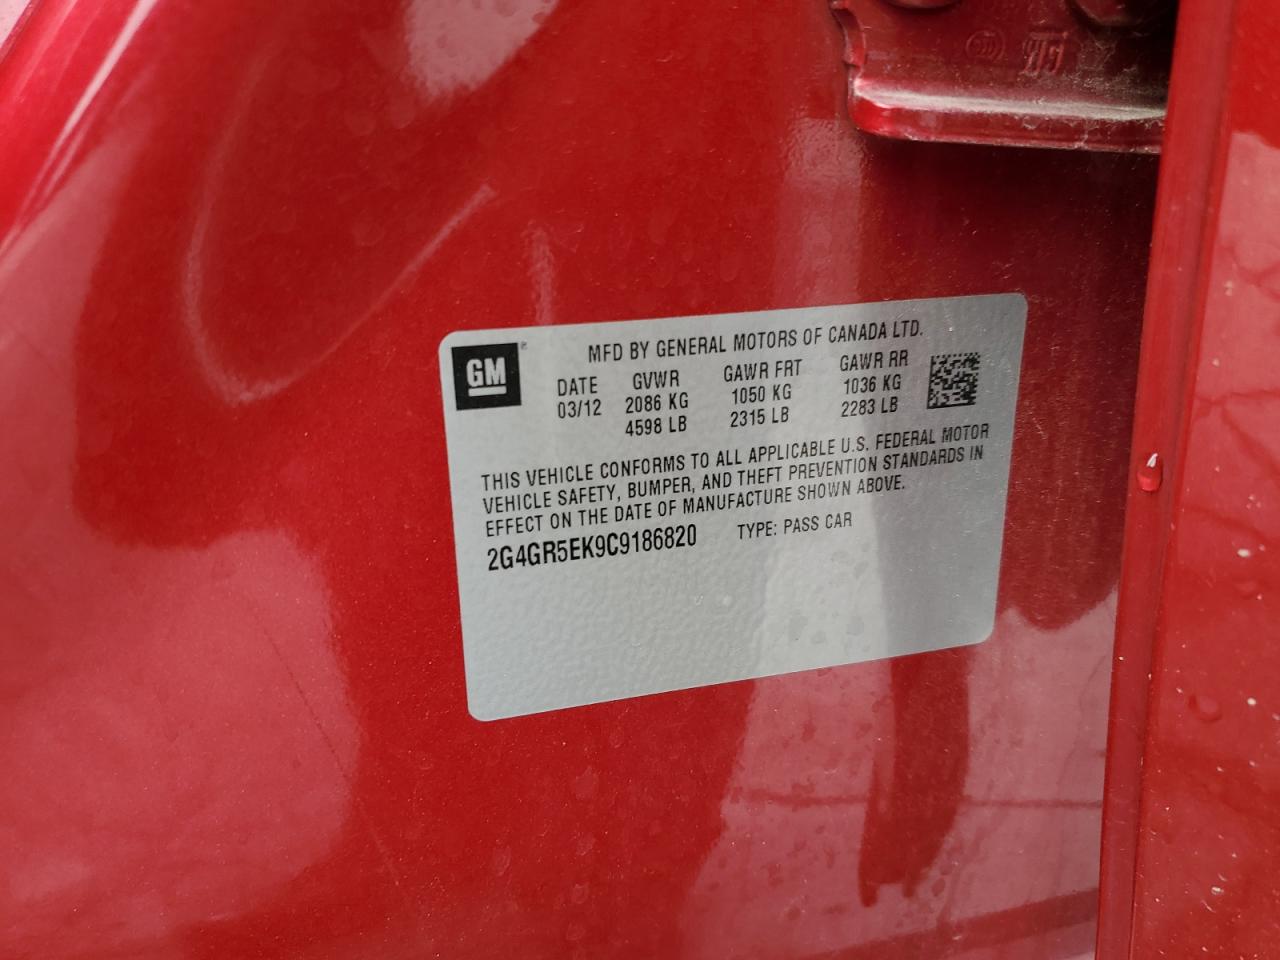 MFD BY GENERAL MOTORS OF CANADA LTD.
GM®
DATE GVWR GAWR FRT GAWR RR
03/12 2086 KG 1050 KG 1036 KG
4598 LB 2315 LB 2283 LB
THIS VEHICLE CONFORMS TO ALL APPLICABLE U.S. FEDERAL MOTOR
VEHICLE SAFETY, BUMPER, AND THEFT PREVENTION STANDARDS IN
EFFECT ON THE DATE OF MANUFACTURE SHOWN ABOVE.
2G4GR5EK9C9186820 TYPE: PASS CAR